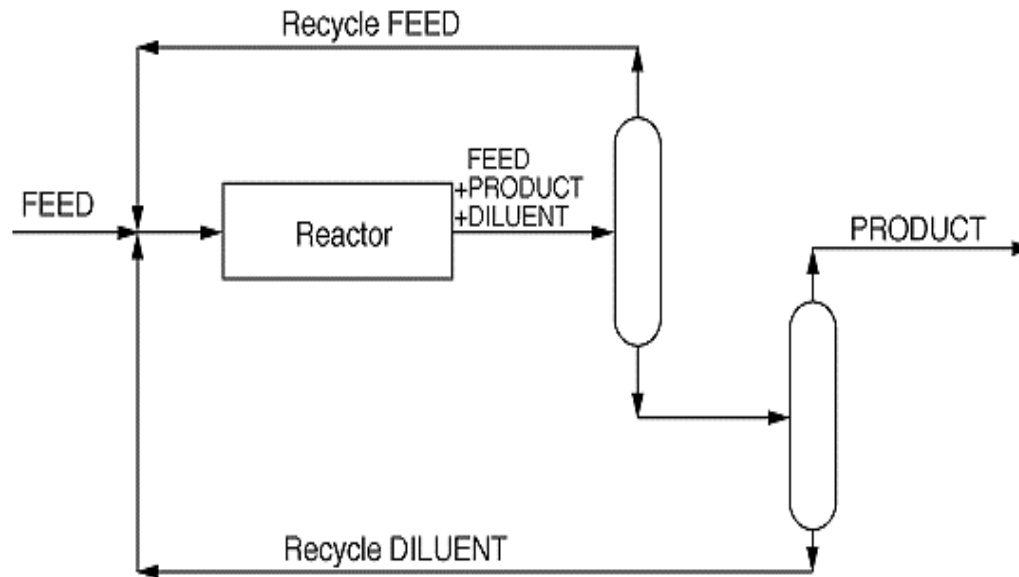 Recycle FEED
FEED
Reactor
FEED
+PRODUCT
+DILUENT
PRODUCT
Recycle DILUENT